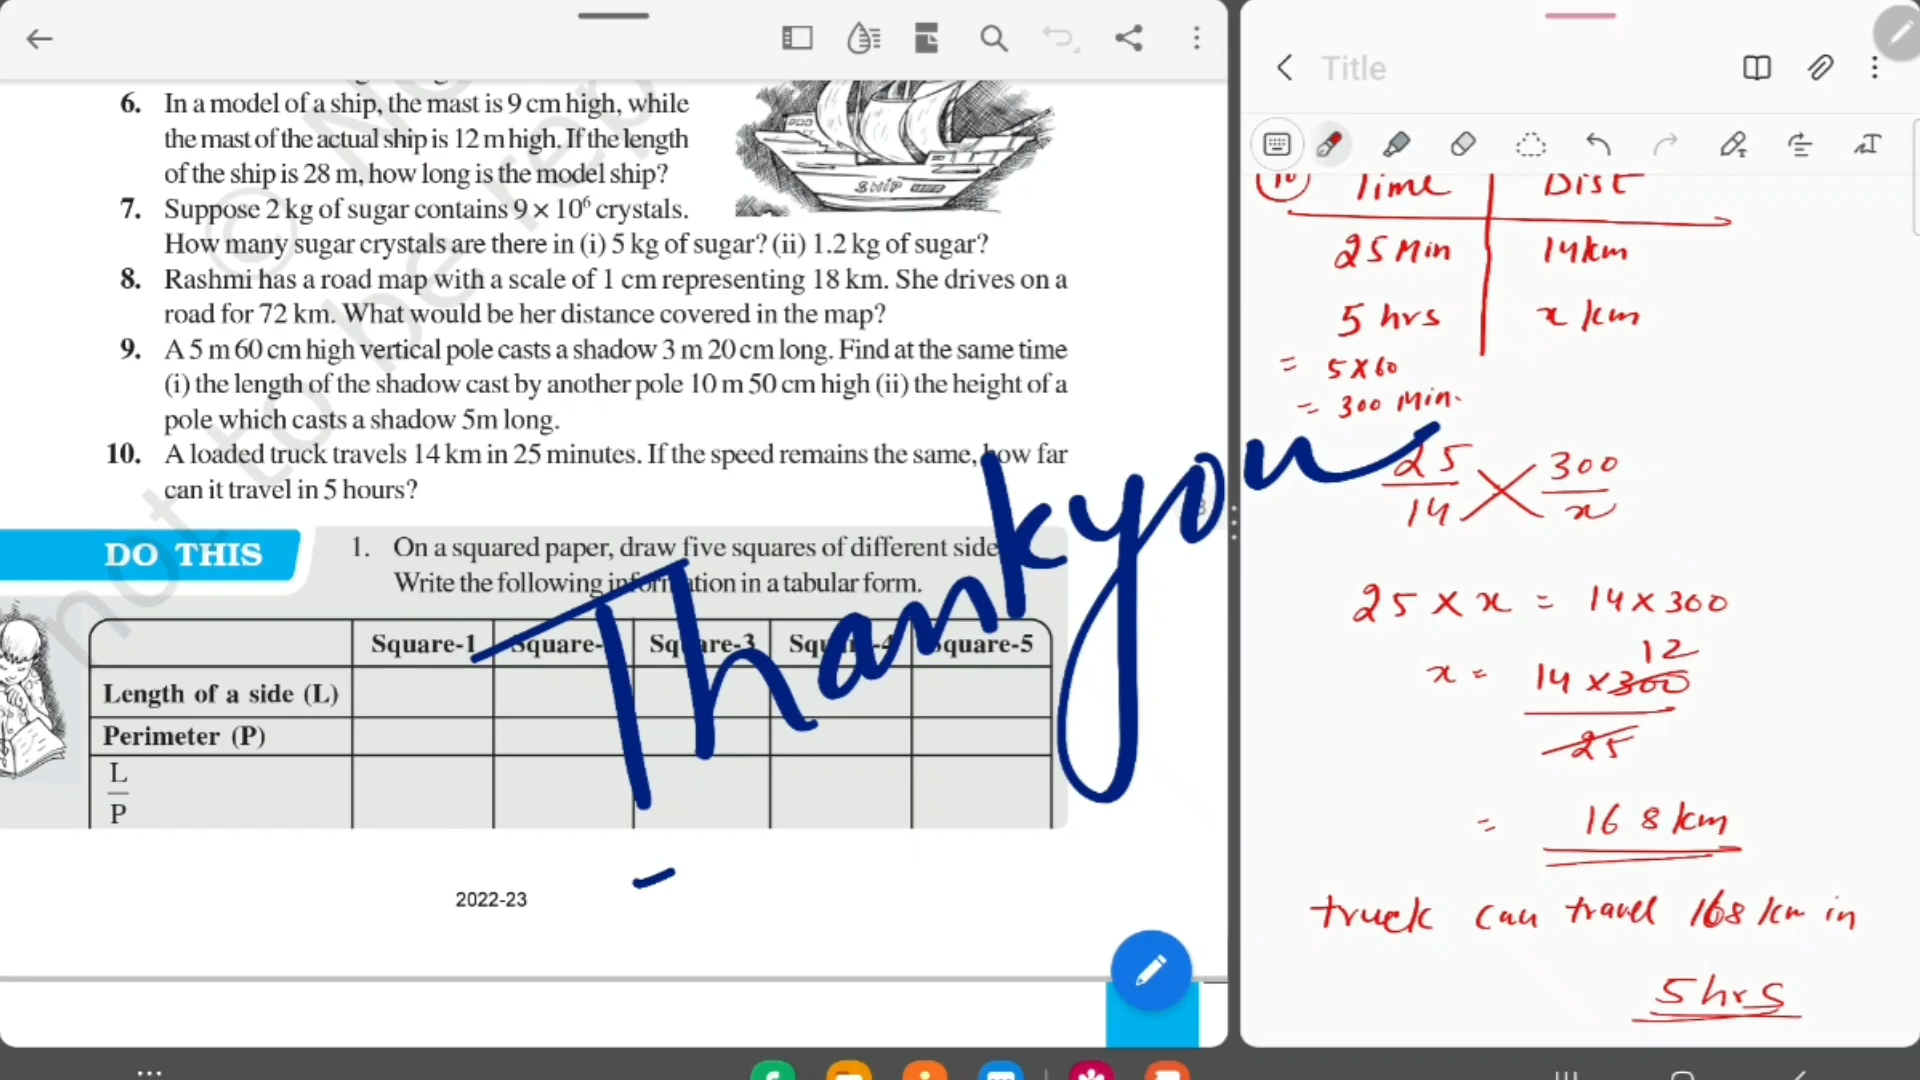 Title
6. In a model of a ship, the mast is 9 cm high, while
the mast of the actual ship is 12 m high. If the length
of the ship is 28 m, how long is the model ship?
SHIP
7. Suppose 2 kg of sugar contains 9 × 10⁶ crystals.
How many sugar crystals are there in (i) 5 kg of sugar? (ii) 1.2 kg of sugar?
8. Rashmi has a road map with a scale of 1 cm representing 18 km. She drives on a
road for 72 km. What would be her distance covered in the map?
9. A 5 m 60 cm high vertical pole casts a shadow 3 m 20 cm long. Find at the same time
(i) the length of the shadow cast by another pole 10 m 50 cm high (ii) the height of a
pole which casts a shadow 5m long.
10. A loaded truck travels 14 km in 25 minutes. If the speed remains the same, how far
can it travel in 5 hours?
DO THIS
1. On a squared paper, draw five squares of different side
Write the following information in a tabular form.
Square-1 Square- Square-3 Square-4 Square-5
Length of a side (L)
Perimeter (P)
L
P
2022-23
not to be rep
Thank you
10 Time Dist
25 Min 14km
5 hrs x km
= 5×60
= 300 Min.
25 300
14 x
25 × x = 14×300
12
x = 14 ×300
25
= 168 km
truck can travel 168 km in
5 hrs